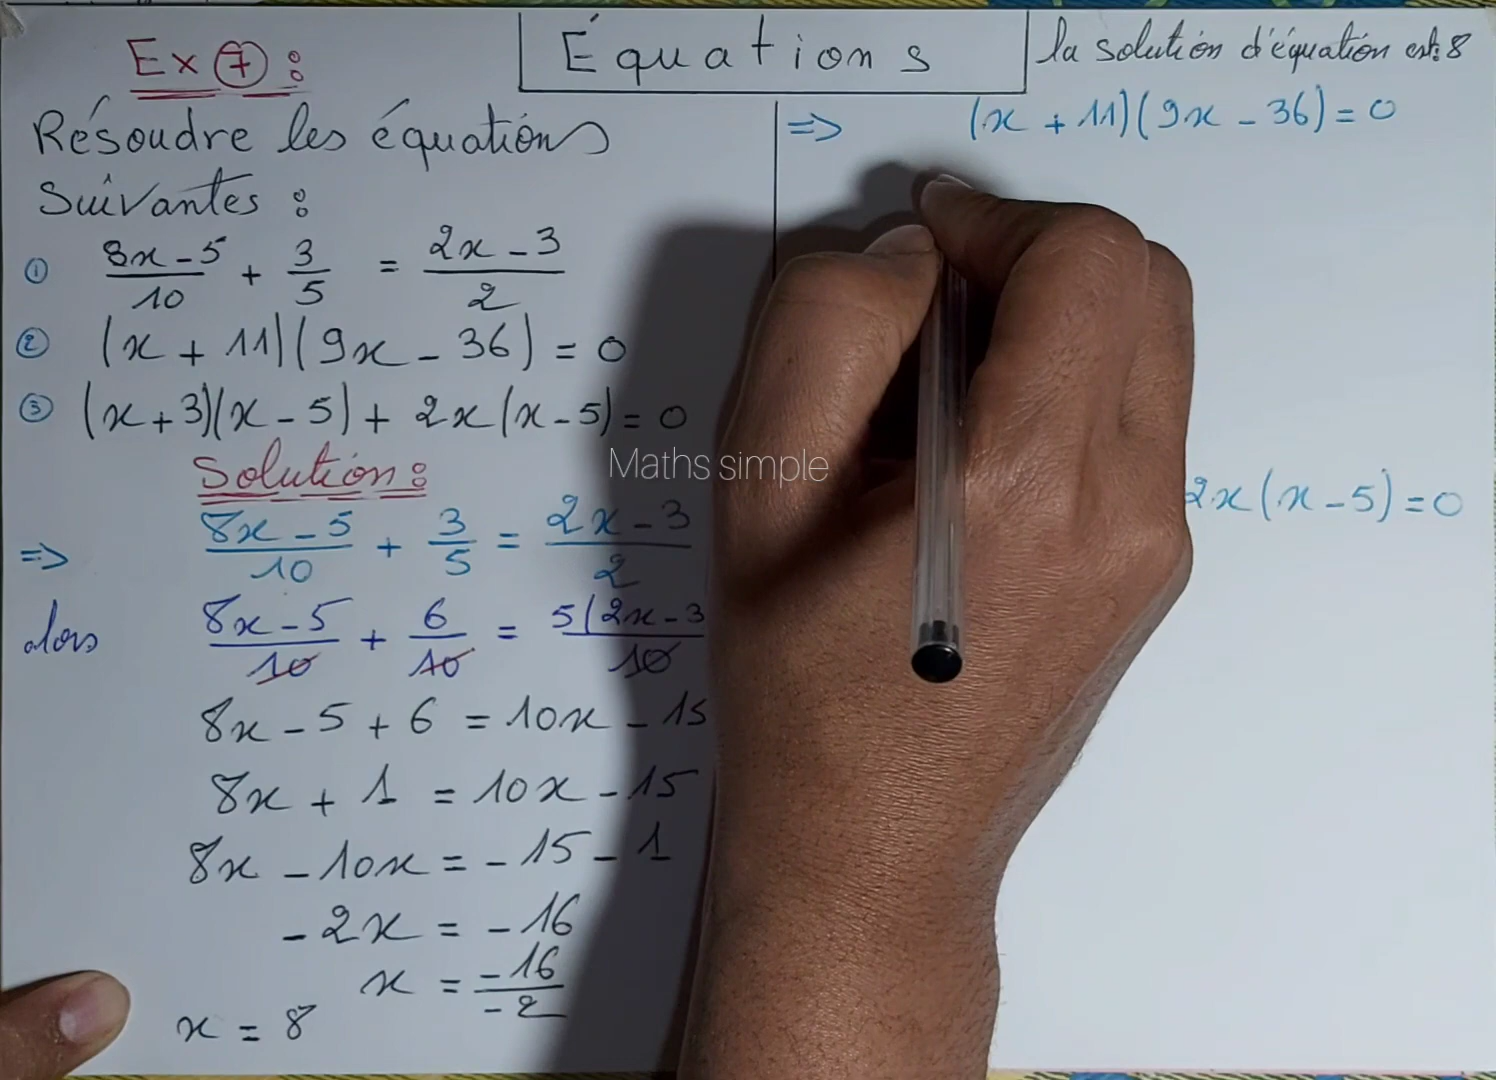 Ex ⑦ :
Équations
la solution d'équation est: 8
Résoudre les équations
Suivantes :
① 8x - 5 / 10 + 3 / 5 = 2x - 3 / 2
② (x + 11)(9x - 36) = 0
③ (x + 3)(x - 5) + 2x(x - 5) = 0
Solution :
=> 8x - 5 / 10 + 3 / 5 = 2x - 3 / 2
alors 8x - 5 / 10 + 6 / 10 = 5(2x - 3 / 10
8x - 5 + 6 = 10x - 15
8x + 1 = 10x - 15
8x - 10x = - 15 - 1
- 2x = - 16
x = - 16 / - 2
x = 8
=> (x + 11)(9x - 36) = 0
2x(x - 5) = 0
Maths simple